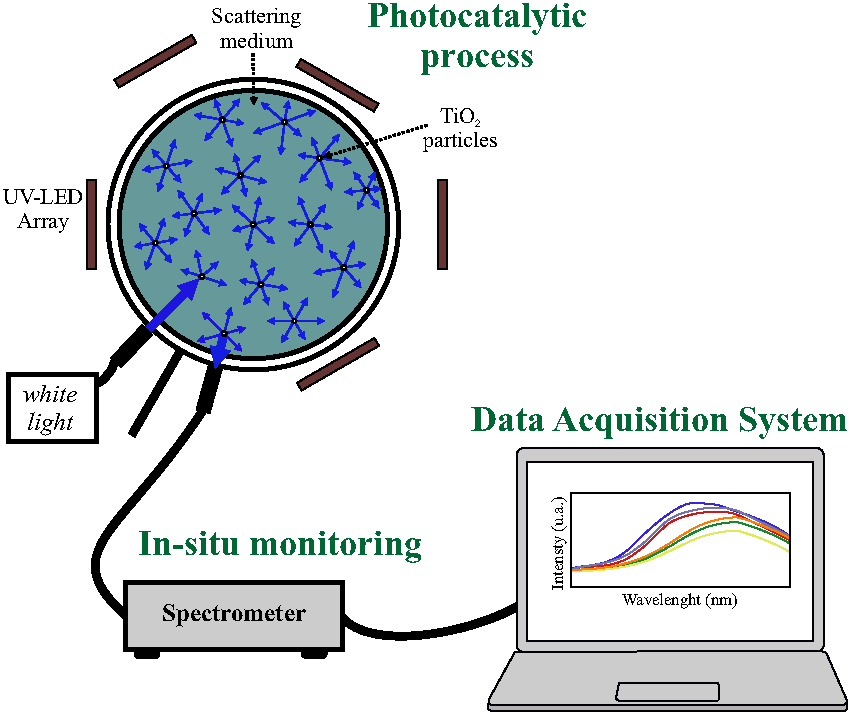 Scattering
medium
Photocatalytic
process
TiO₂
particles
UV-LED
Array
white
light
Data Acquisition System
In-situ monitoring
Spectrometer
Intensty (u.a.)
Wavelenght (nm)